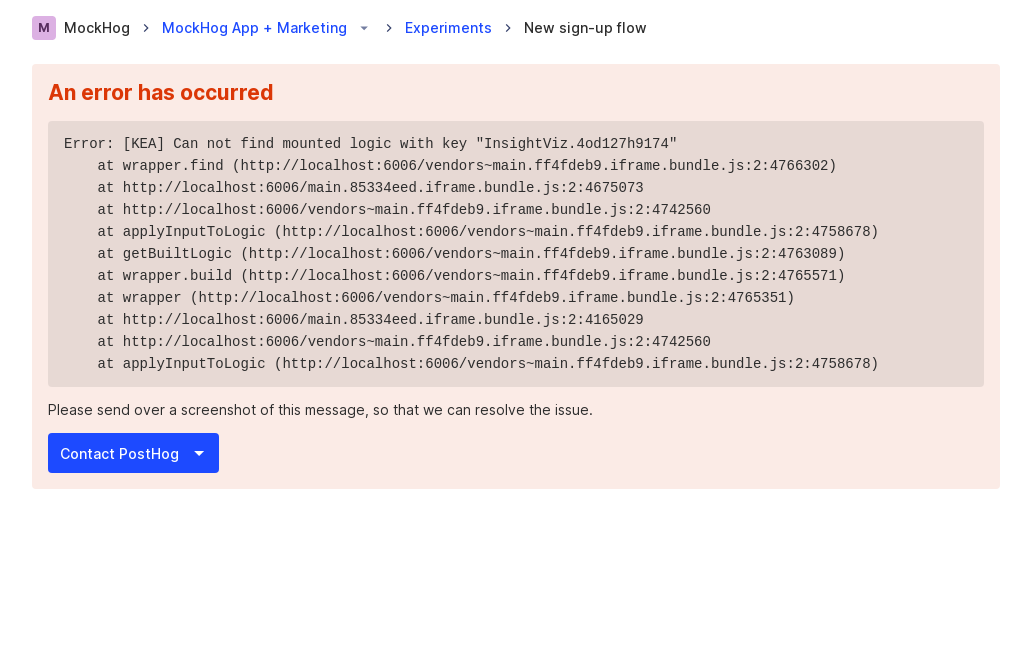 M MockHog MockHog App + Marketing Experiments New sign-up flow
An error has occurred
Error: [KEA] Can not find mounted logic with key "InsightViz.4od127h9174"
    at wrapper.find (http://localhost:6006/vendors~main.ff4fdeb9.iframe.bundle.js:2:4766302)
    at http://localhost:6006/main.85334eed.iframe.bundle.js:2:4675073
    at http://localhost:6006/vendors~main.ff4fdeb9.iframe.bundle.js:2:4742560
    at applyInputToLogic (http://localhost:6006/vendors~main.ff4fdeb9.iframe.bundle.js:2:4758678)
    at getBuiltLogic (http://localhost:6006/vendors~main.ff4fdeb9.iframe.bundle.js:2:4763089)
    at wrapper.build (http://localhost:6006/vendors~main.ff4fdeb9.iframe.bundle.js:2:4765571)
    at wrapper (http://localhost:6006/vendors~main.ff4fdeb9.iframe.bundle.js:2:4765351)
    at http://localhost:6006/main.85334eed.iframe.bundle.js:2:4165029
    at http://localhost:6006/vendors~main.ff4fdeb9.iframe.bundle.js:2:4742560
    at applyInputToLogic (http://localhost:6006/vendors~main.ff4fdeb9.iframe.bundle.js:2:4758678)
Please send over a screenshot of this message, so that we can resolve the issue.
Contact PostHog